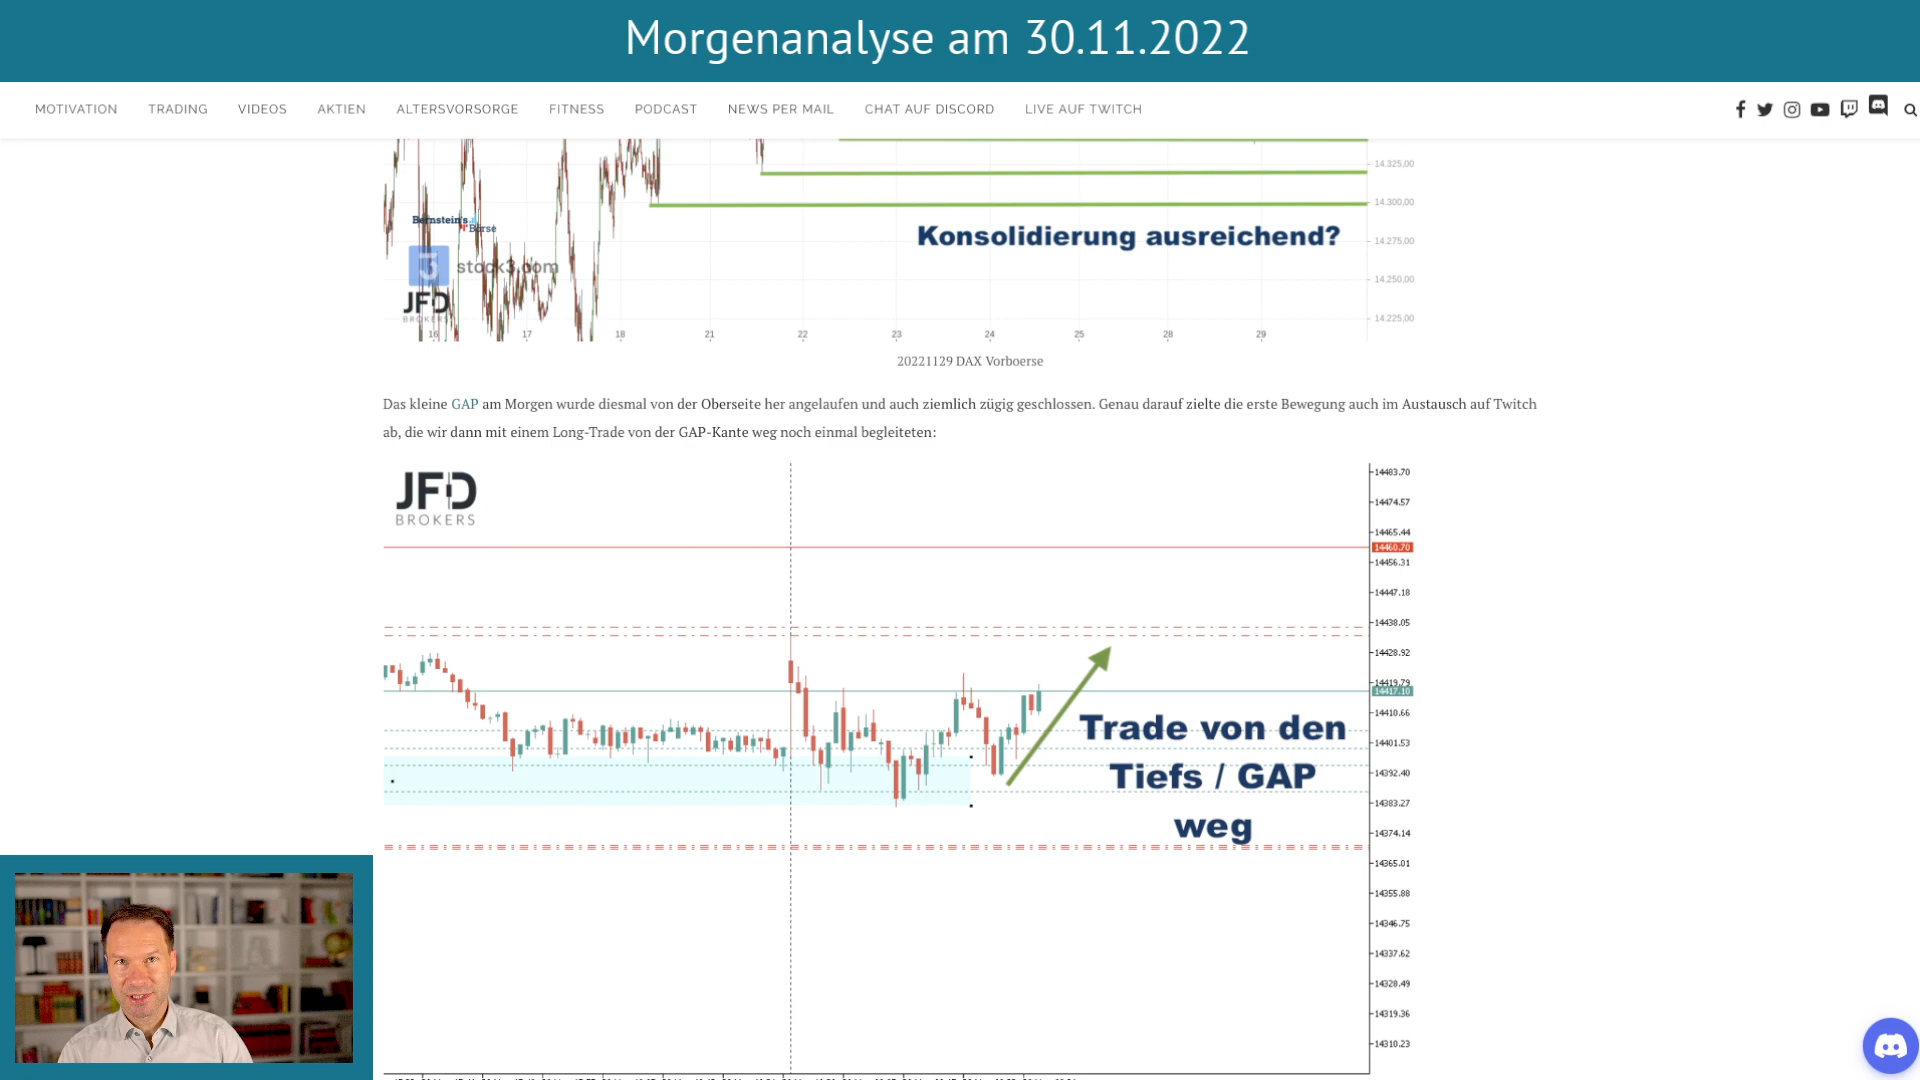 Morgenanalyse am 30.11.2022
MOTIVATION TRADING VIDEOS AKTIEN ALTERSVORSORGE FITNESS PODCAST NEWS PER MAIL CHAT AUF DISCORD LIVE AUF TWITCH
14.325,00
14.300,00
Bernstein's
Börse
Konsolidierung ausreichend?
14.275,00
3 stock3.com
14.250,00
JFD
BROKERS
14.225,00
16 17 18 21 22 23 24 25 28 29
20221129 DAX Vorboerse
Das kleine GAP am Morgen wurde diesmal von der Oberseite her angelaufen und auch ziemlich zügig geschlossen. Genau darauf zielte die erste Bewegung auch im Austausch auf Twitch
ab, die wir dann mit einem Long-Trade von der GAP-Kante weg noch einmal begleiteten:
JFD
BROKERS
14483.70
14474.57
14465.44
14460.70
14456.31
14447.18
14438.05
14428.92
14419.79
14417.10
14410.66
Trade von den
14401.53
Tiefs / GAP
14392.40
14383.27
weg
14374.14
14365.01
14355.88
14346.75
14337.62
14328.49
14319.36
14310.23